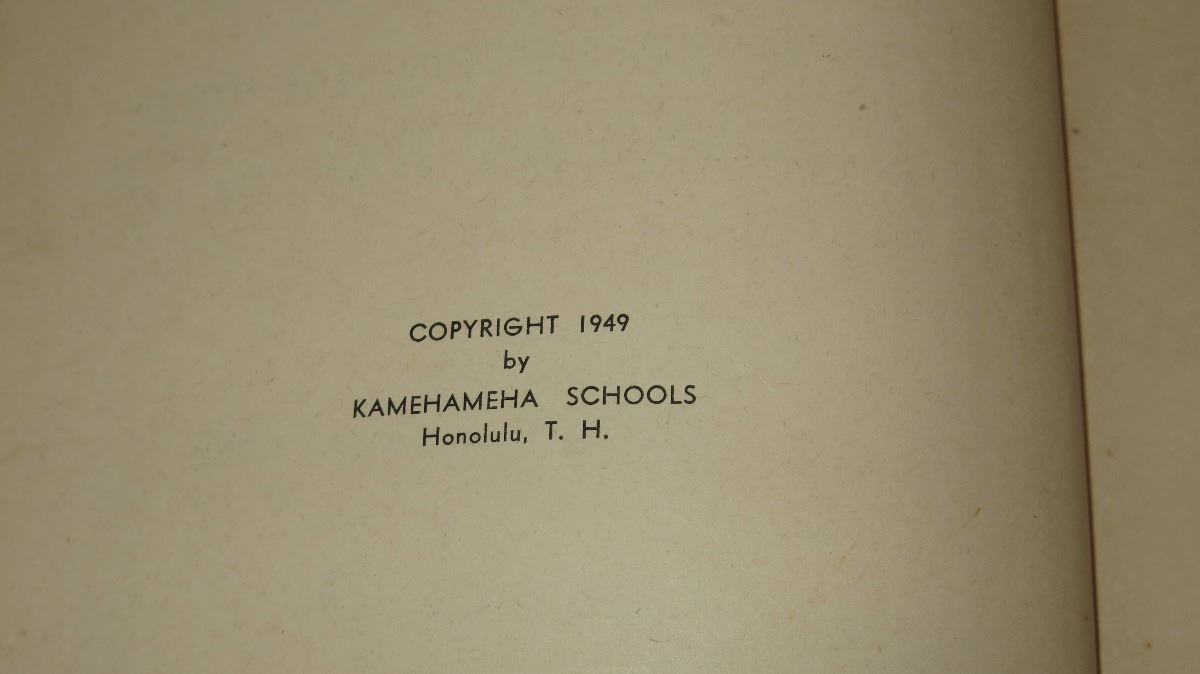 COPYRIGHT 1949
by
KAMEHAMEHA SCHOOLS
Honolulu, T. H.